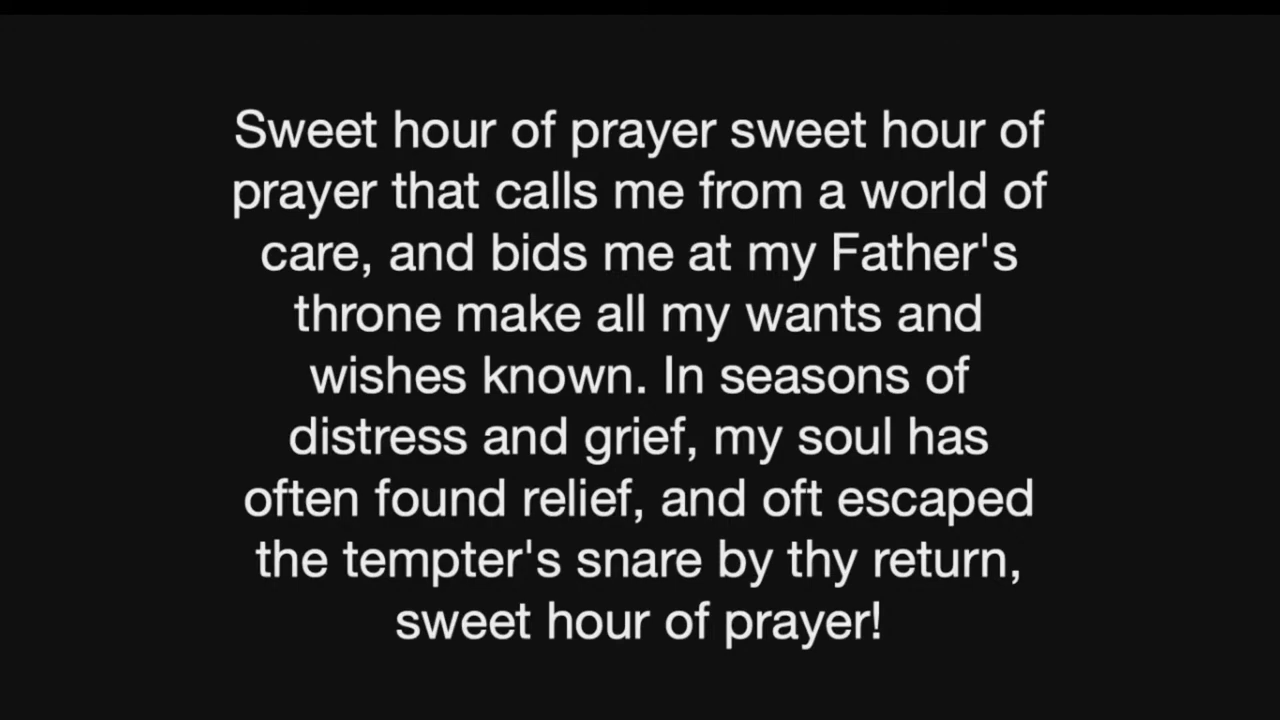 Sweet hour of prayer sweet hour of
prayer that calls me from a world of
care, and bids me at my Father's
throne make all my wants and
wishes known. In seasons of
distress and grief, my soul has
often found relief, and oft escaped
the tempter's snare by thy return,
sweet hour of prayer!